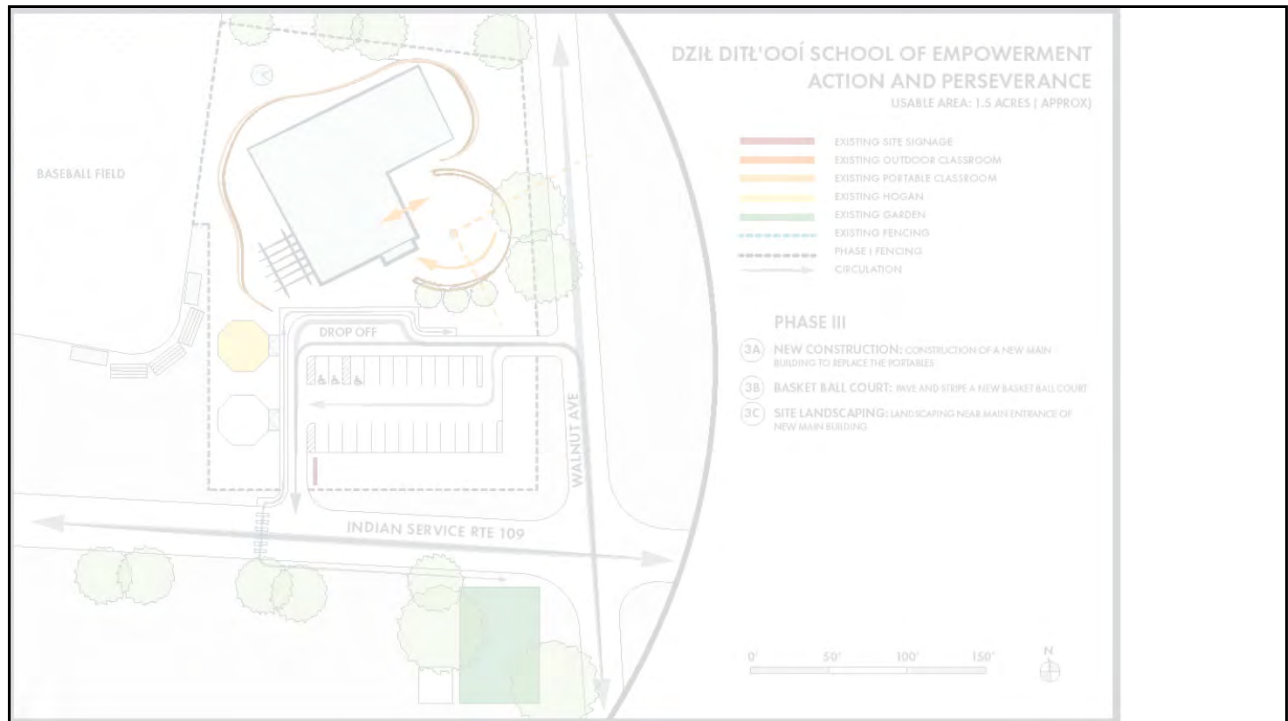 DZIŁ DITŁ'OOÍ SCHOOL OF EMPOWERMENT
ACTION AND PERSEVERANCE
USABLE AREA: 1.5 ACRES ( APPROX)
EXISTING SITE SIGNAGE
EXISTING OUTDOOR CLASSROOM
EXISTING PORTABLE CLASSROOM
EXISTING HOGAN
EXISTING GARDEN
EXISTING FENCING
PHASE I FENCING
CIRCULATION
PHASE III
3A NEW CONSTRUCTION: CONSTRUCTION OF A NEW MAIN
BUILDING TO REPLACE THE PORTABLES
3B BASKET BALL COURT: PAVE AND STRIPE A NEW BASKET BALL COURT
3C SITE LANDSCAPING: LANDSCAPING NEAR MAIN ENTRANCE OF
NEW MAIN BUILDING
BASEBALL FIELD
DROP OFF
WALNUT AVE
INDIAN SERVICE RTE 109
0' 50' 100' 150'
N